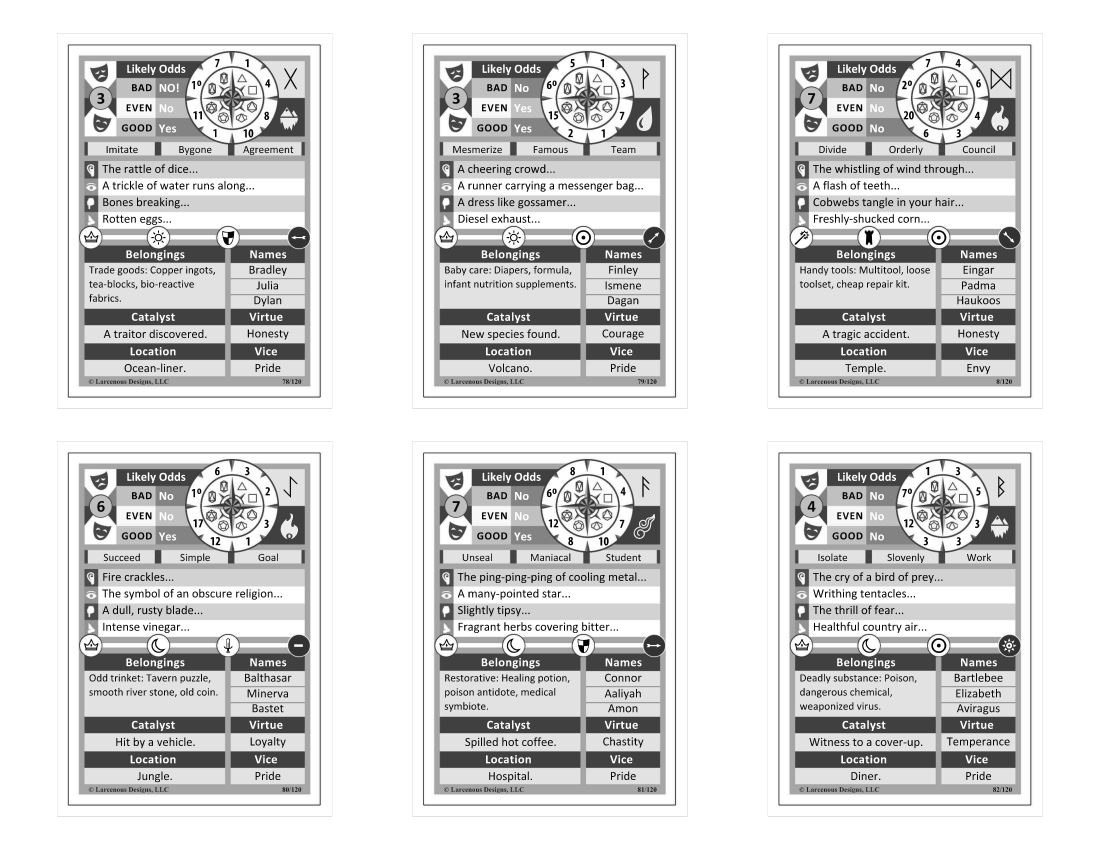 Likely Odds
BAD NO!
EVEN No
GOOD Yes
3
7 1
10 4
11 8
1 10
Imitate Bygone Agreement
The rattle of dice...
A trickle of water runs along...
Bones breaking...
Rotten eggs...
Belongings Names
Trade goods: Copper ingots,
tea-blocks, bio-reactive
fabrics.
Bradley
Julia
Dylan
Catalyst Virtue
A traitor discovered. Honesty
Location Vice
Ocean-liner. Pride
© Larcenous Designs, LLC 78/120
Likely Odds
BAD No
EVEN Yes
GOOD Yes
3
5 1
60 3
15 7
2 1
Mesmerize Famous Team
A cheering crowd...
A runner carrying a messenger bag...
A dress like gossamer...
Diesel exhaust...
Belongings Names
Baby care: Diapers, formula,
infant nutrition supplements.
Finley
Ismene
Dagan
Catalyst Virtue
New species found. Courage
Location Vice
Volcano. Pride
© Larcenous Designs, LLC 79/120
Likely Odds
BAD No
EVEN No
GOOD No
7
2 4
20 6
20 4
6 3
Divide Orderly Council
The whistling of wind through...
A flash of teeth...
Cobwebs tangle in your hair...
Freshly-shucked corn...
Belongings Names
Handy tools: Multitool, loose
toolset, cheap repair kit.
Eingar
Padma
Haukoos
Catalyst Virtue
A tragic accident. Honesty
Location Vice
Temple. Envy
© Larcenous Designs, LLC 8/120
Likely Odds
BAD No
EVEN No
GOOD Yes
6
6 3
10 2
17 3
12 1
Succeed Simple Goal
Fire crackles...
The symbol of an obscure religion...
A dull, rusty blade...
Intense vinegar...
Belongings Names
Odd trinket: Tavern puzzle,
smooth river stone, old coin.
Balthasar
Minerva
Bastet
Catalyst Virtue
Hit by a vehicle. Loyalty
Location Vice
Jungle. Pride
© Larcenous Designs, LLC 80/120
Likely Odds
BAD No
EVEN No
GOOD Yes
7
8 1
60 4
12 7
8 10
Unseal Maniacal Student
The ping-ping-ping of cooling metal...
A many-pointed star...
Slightly tipsy...
Fragrant herbs covering bitter...
Belongings Names
Restorative: Healing potion,
poison antidote, medical
symbiote.
Connor
Aaliyah
Amon
Catalyst Virtue
Spilled hot coffee. Chastity
Location Vice
Hospital. Pride
© Larcenous Designs, LLC 81/120
Likely Odds
BAD No
EVEN No
GOOD No
4
1 3
70 5
12 3
3 3
Isolate Slovenly Work
The cry of a bird of prey...
Writhing tentacles...
The thrill of fear...
Healthful country air...
Belongings Names
Deadly substance: Poison,
dangerous chemical,
weaponized virus.
Bartlebee
Elizabeth
Aviragus
Catalyst Virtue
Witness to a cover-up. Temperance
Location Vice
Diner. Pride
© Larcenous Designs, LLC 82/120